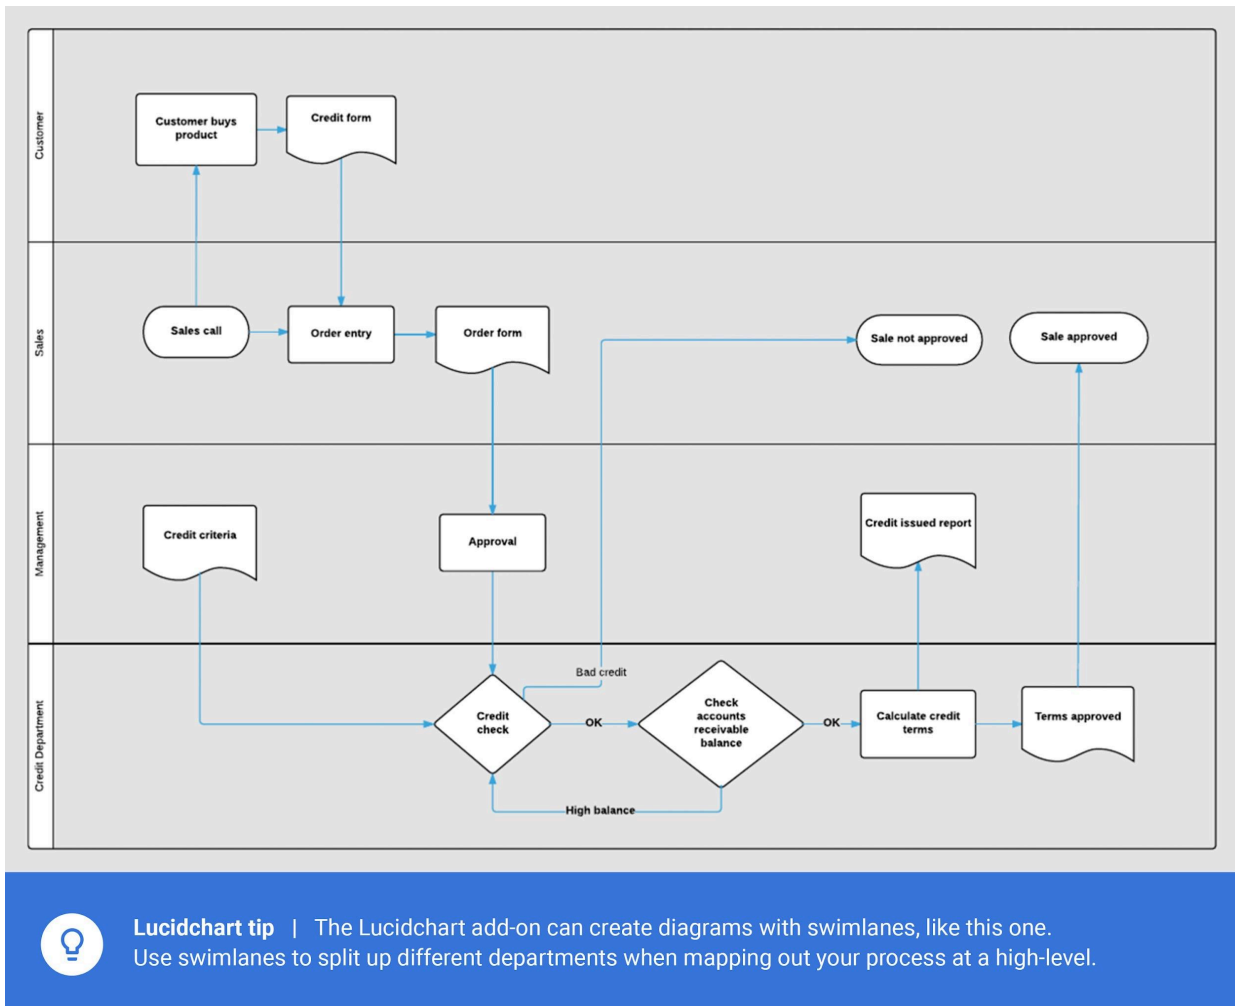 Customer
Customer buys
product
Credit form
Sales
Sales call
Order entry
Order form
Sale not approved
Sale approved
Management
Credit criteria
Approval
Credit issued report
Credit Department
Bad credit
Credit
check
OK
Check
accounts
receivable
balance
OK
Calculate credit
terms
Terms approved
High balance
Lucidchart tip | The Lucidchart add-on can create diagrams with swimlanes, like this one.
Use swimlanes to split up different departments when mapping out your process at a high-level.